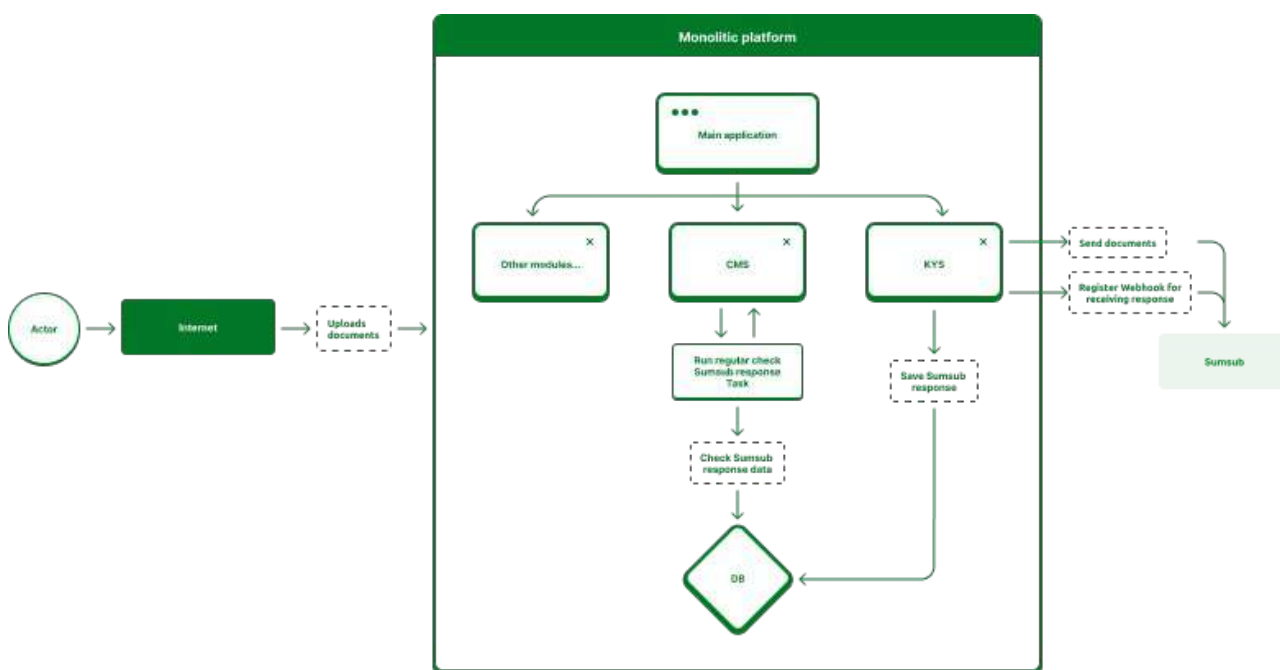 Monolitic platform
Main application
Other modules...
CMS
KYS
Send documents
Register Webhook for
receiving response
Actor
Internet
Uploads
documents
Run regular check
Sumsub response
Task
Save Sumsub
response
Sumsub
Check Sumsub
response data
DB